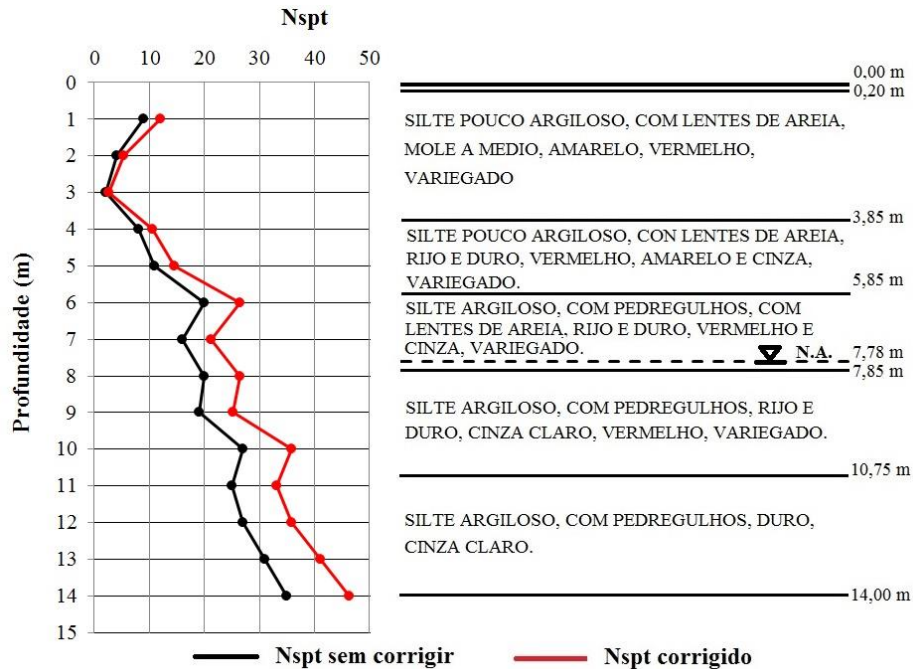 Nspt
0 10 20 30 40 50
0
1
2
3
4
5
6
7
8
9
10
11
12
13
14
15
Profundidade (m)
0,00 m
0,20 m
SILTE POUCO ARGILOSO, COM LENTES DE AREIA,
MOLE A MEDIO, AMARELO, VERMELHO,
VARIEGADO
3,85 m
SILTE POUCO ARGILOSO, CON LENTES DE AREIA,
RIJO E DURO, VERMELHO, AMARELO E CINZA,
VARIEGADO.
5,85 m
SILTE ARGILOSO, COM PEDREGULHOS, COM
LENTES DE AREIA, RIJO E DURO, VERMELHO E
CINZA, VARIEGADO.
N.A.
7,78 m
7,85 m
SILTE ARGILOSO, COM PEDREGULHOS, RIJO E
DURO, CINZA CLARO, VERMELHO, VARIEGADO.
10,75 m
SILTE ARGILOSO, COM PEDREGULHOS, DURO,
CINZA CLARO.
14,00 m
Nspt sem corrigir
Nspt corrigido